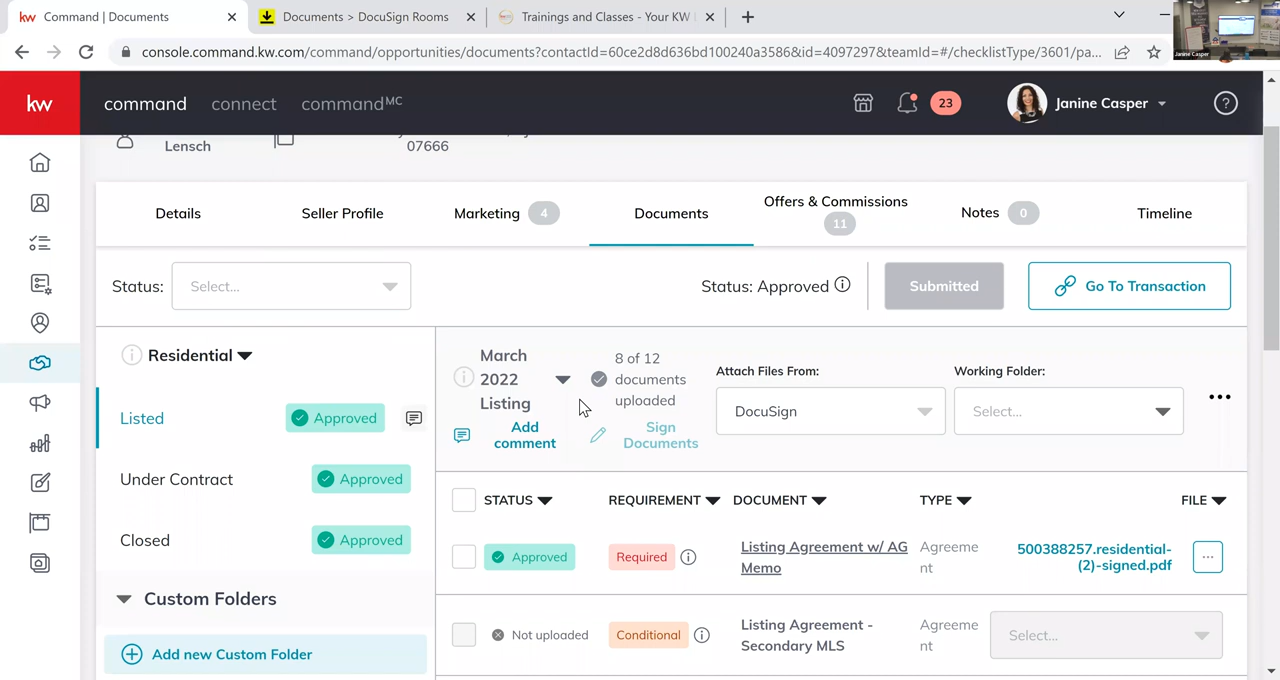 kw Command | Documents
Documents > DocuSign Rooms
Trainings and Classes - Your KW
console.command.kw.com/command/opportunities/documents?contactId=60ce2d8d636bd100240a3586&id=4097297&teamId=#/checklistType/3601/pa...
Janine Casper
kw
command
connect
commandMC
23
Janine Casper
Lensch
07666
Details
Seller Profile
Marketing 4
Documents
Offers & Commissions
11
Notes 0
Timeline
Status: Select...
Status: Approved
Submitted
Go To Transaction
Residential
Listed Approved
Under Contract Approved
Closed Approved
Custom Folders
Add new Custom Folder
March
2022
Listing
8 of 12
documents
uploaded
Add
comment
Sign
Documents
Attach Files From:
DocuSign
Working Folder:
Select...
STATUS REQUIREMENT DOCUMENT TYPE FILE
Approved
Required
Listing Agreement w/ AG
Memo
Agreeme
nt
500388257.residential-
(2)-signed.pdf
Not uploaded
Conditional
Listing Agreement -
Secondary MLS
Agreeme
nt
Select...